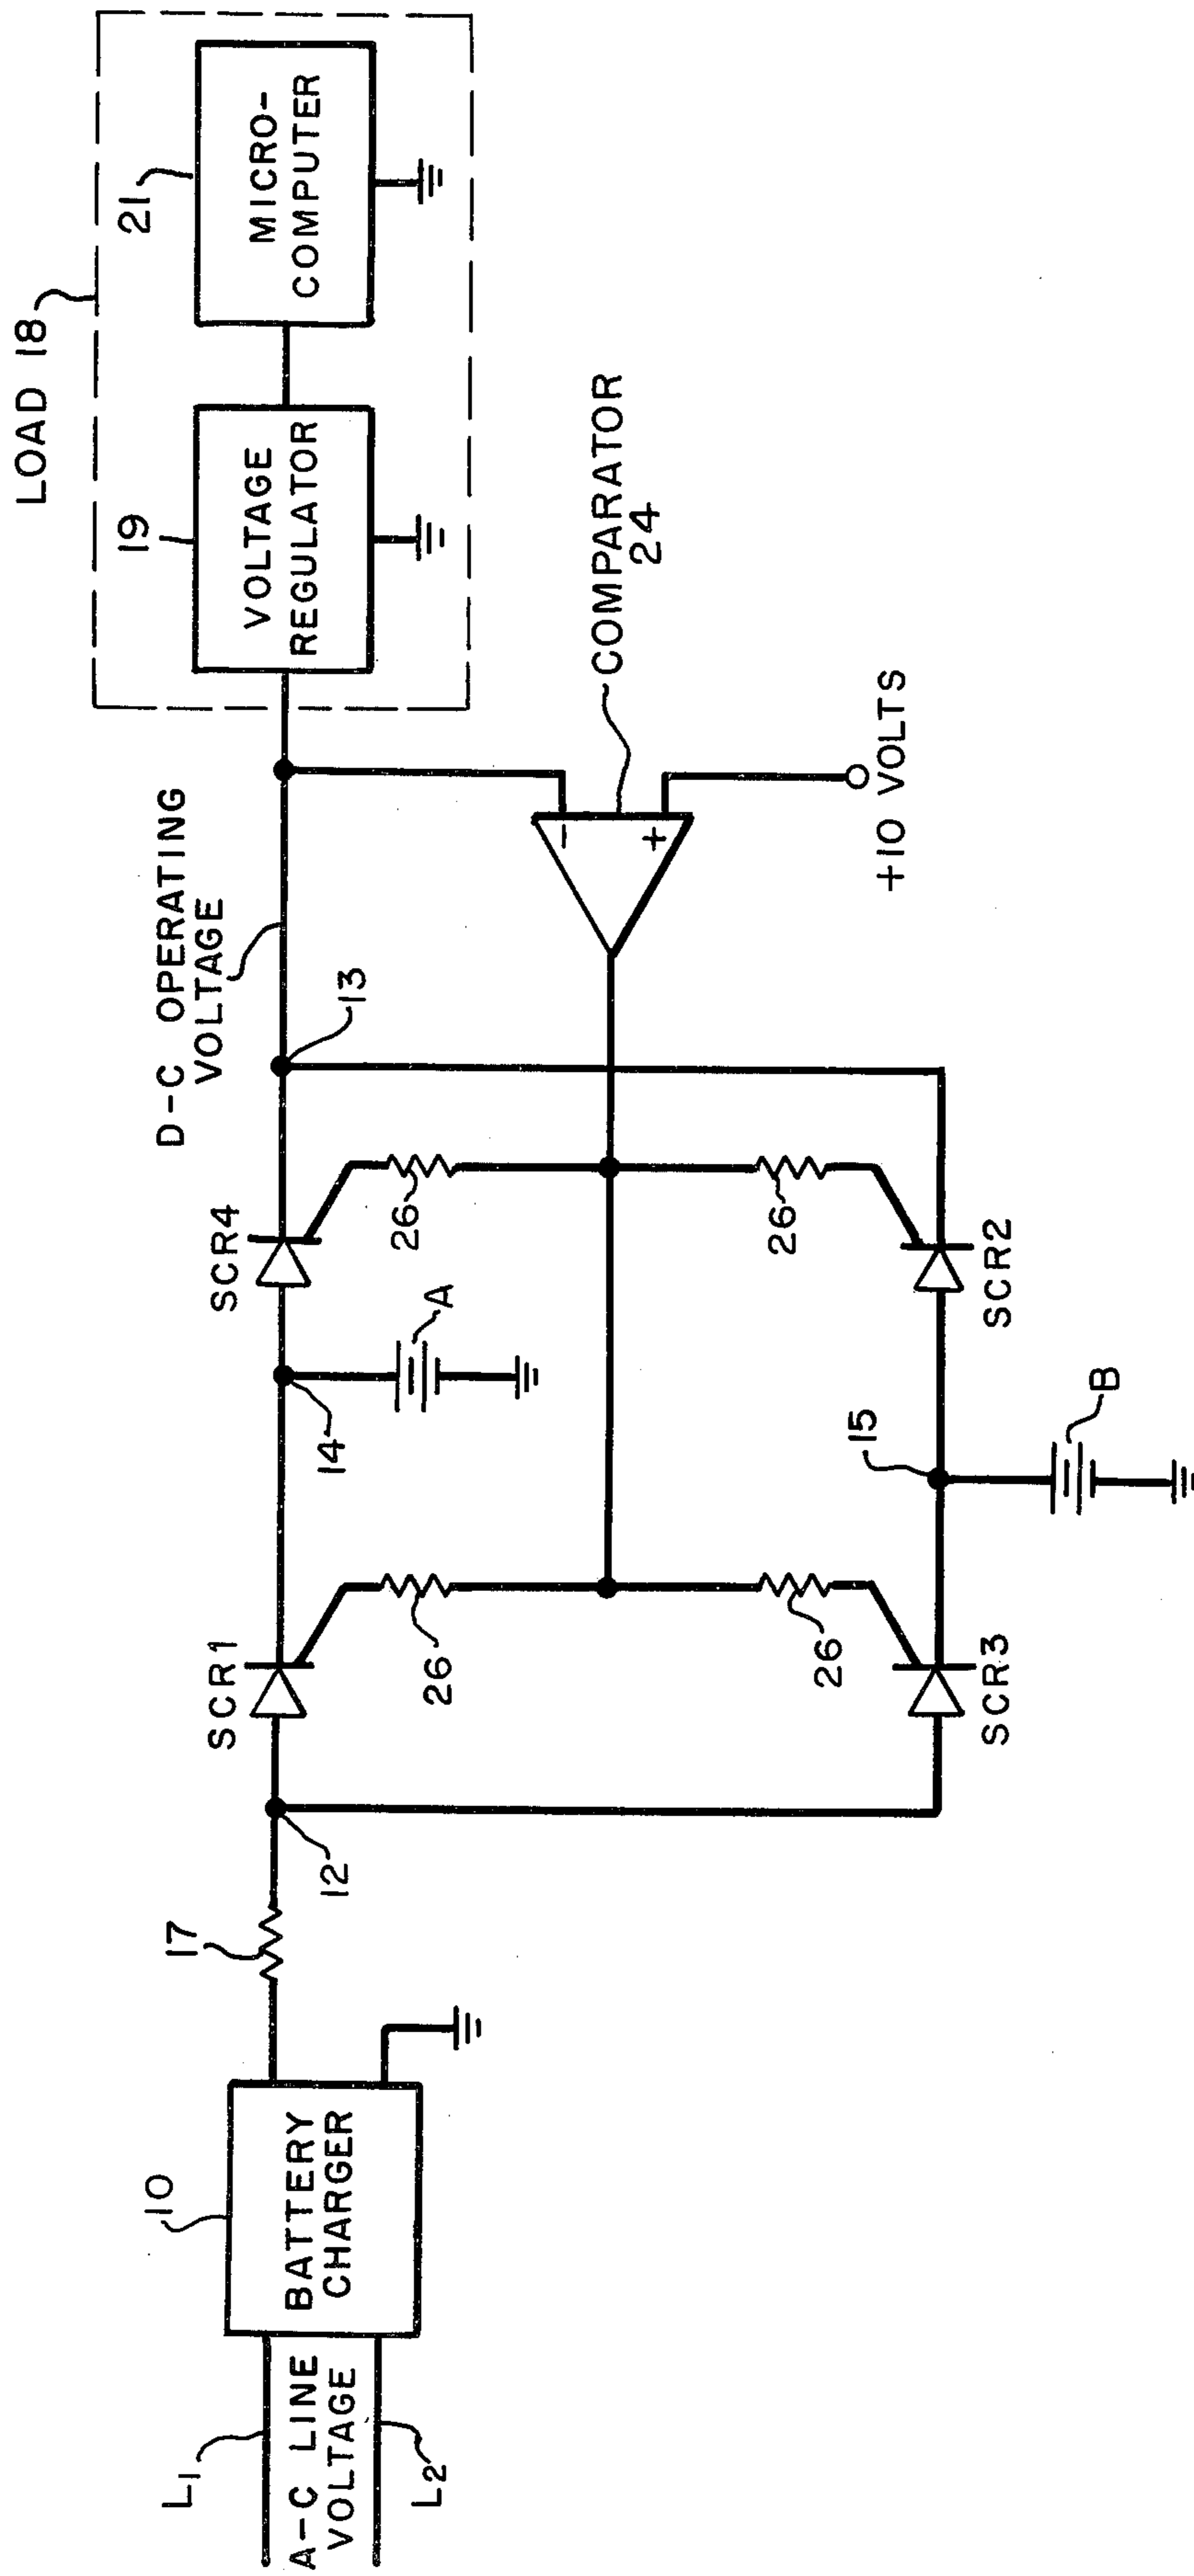 LOAD 18
19
21
VOLTAGE
REGULATOR
MICRO-
COMPUTER
D-C OPERATING
VOLTAGE
13
COMPARATOR
24
-
+
+10 VOLTS
SCR1
SCR4
14
A
26
26
26
26
15
B
SCR3
SCR2
17
12
10
BATTERY
CHARGER
L1
A-C LINE
VOLTAGE
L2